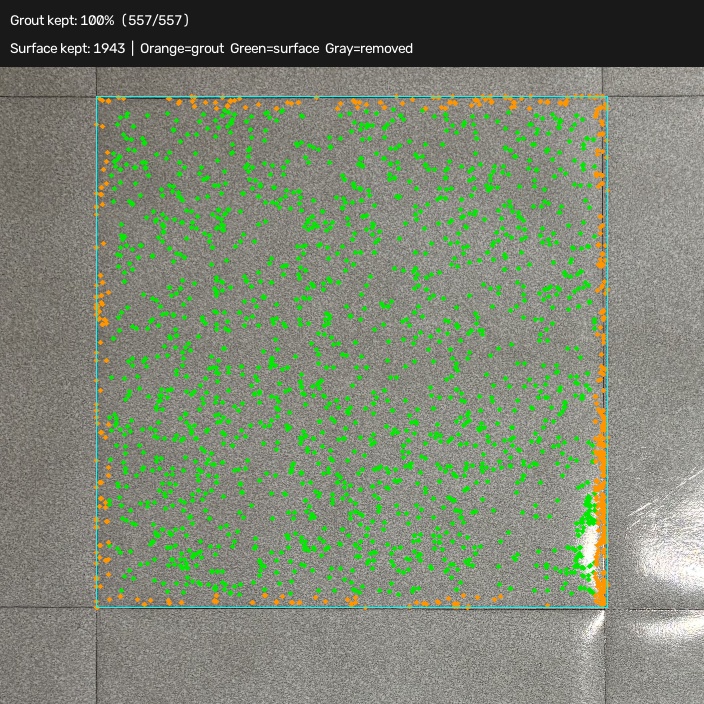 Grout kept: 100%  (557/557)
Surface kept: 1943 | Orange=grout  Green=surface  Gray=removed